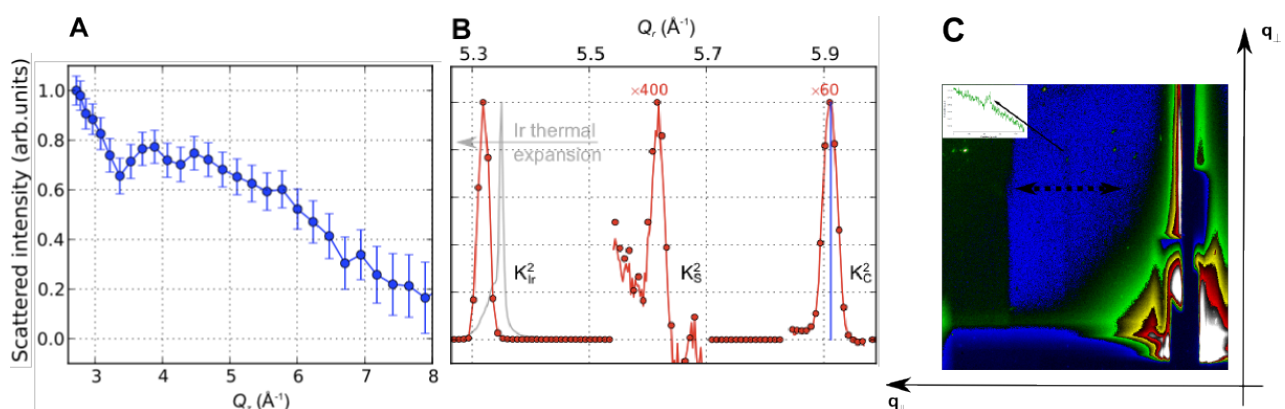 A
Scattered intensity (arb.units)
1.0
0.8
0.6
0.4
0.2
0.0
3 4 5 6 7 8
B
Qr (Å⁻¹)
5.3 5.5 5.7 5.9
×400
×60
Ir thermal
expansion
K²Ir
K²S
K²C
C
q⊥